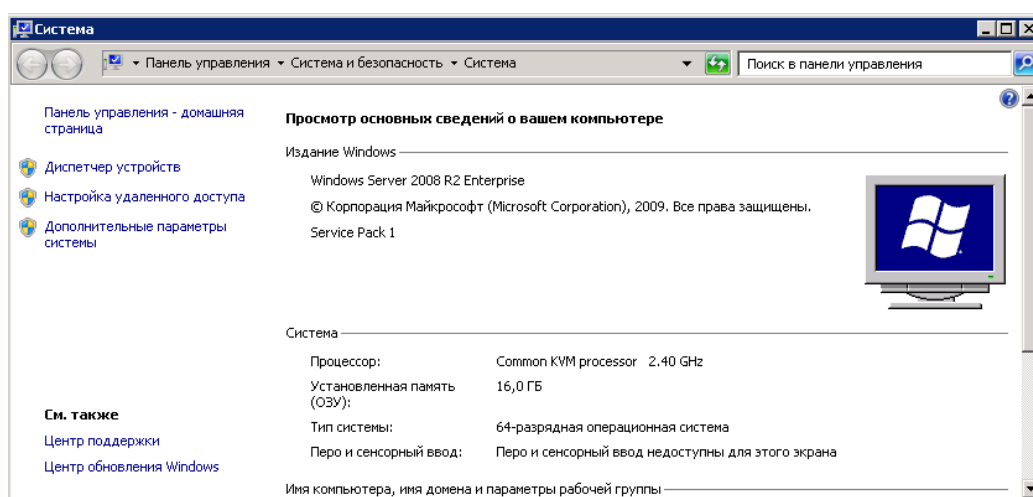 Система
Панель управления Система и безопасность Система
Поиск в панели управления
Панель управления - домашняя
страница
Диспетчер устройств
Настройка удаленного доступа
Дополнительные параметры
системы
См. также
Центр поддержки
Центр обновления Windows
Просмотр основных сведений о вашем компьютере
Издание Windows
Windows Server 2008 R2 Enterprise
© Корпорация Майкрософт (Microsoft Corporation), 2009. Все права защищены.
Service Pack 1
Система
Процессор: Common KVM processor 2.40 GHz
Установленная память 16,0 ГБ
(ОЗУ):
Тип системы: 64-разрядная операционная система
Перо и сенсорный ввод: Перо и сенсорный ввод недоступны для этого экрана
Имя компьютера, имя домена и параметры рабочей группы